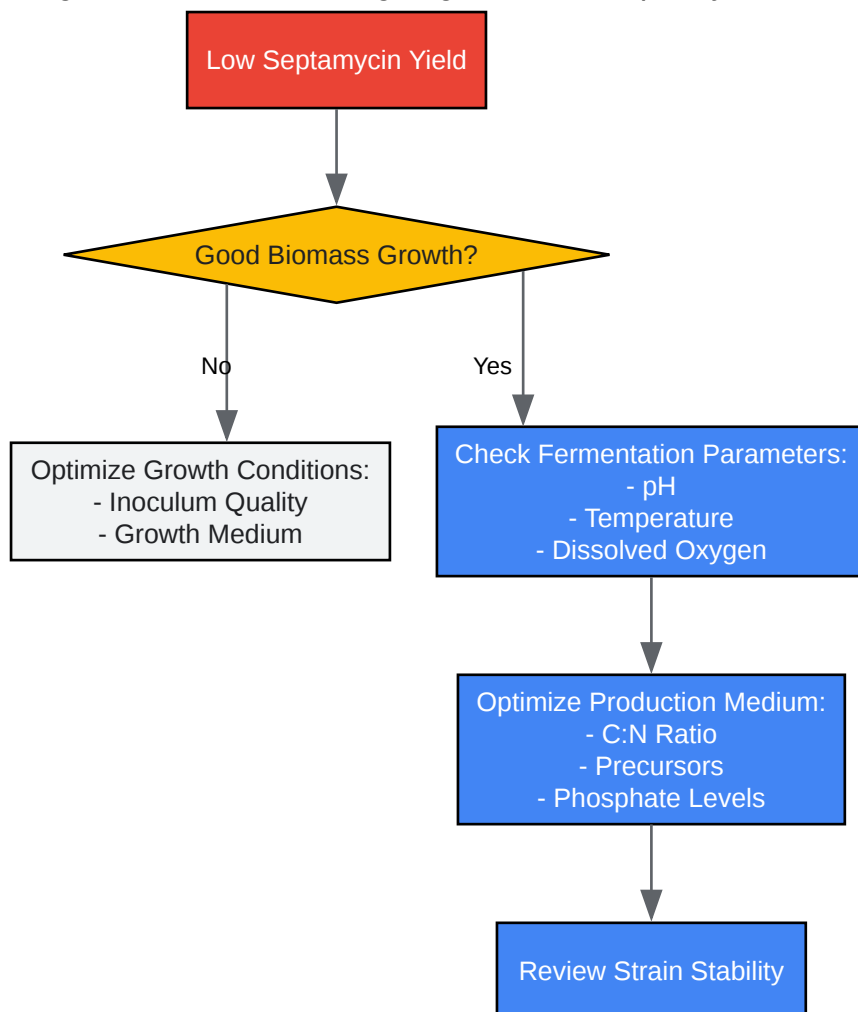 Low Septamycin Yield
Good Biomass Growth?
No
Yes
Optimize Growth Conditions:
- Inoculum Quality
- Growth Medium
Check Fermentation Parameters:
- pH
- Temperature
- Dissolved Oxygen
Optimize Production Medium:
- C:N Ratio
- Precursors
- Phosphate Levels
Review Strain Stability